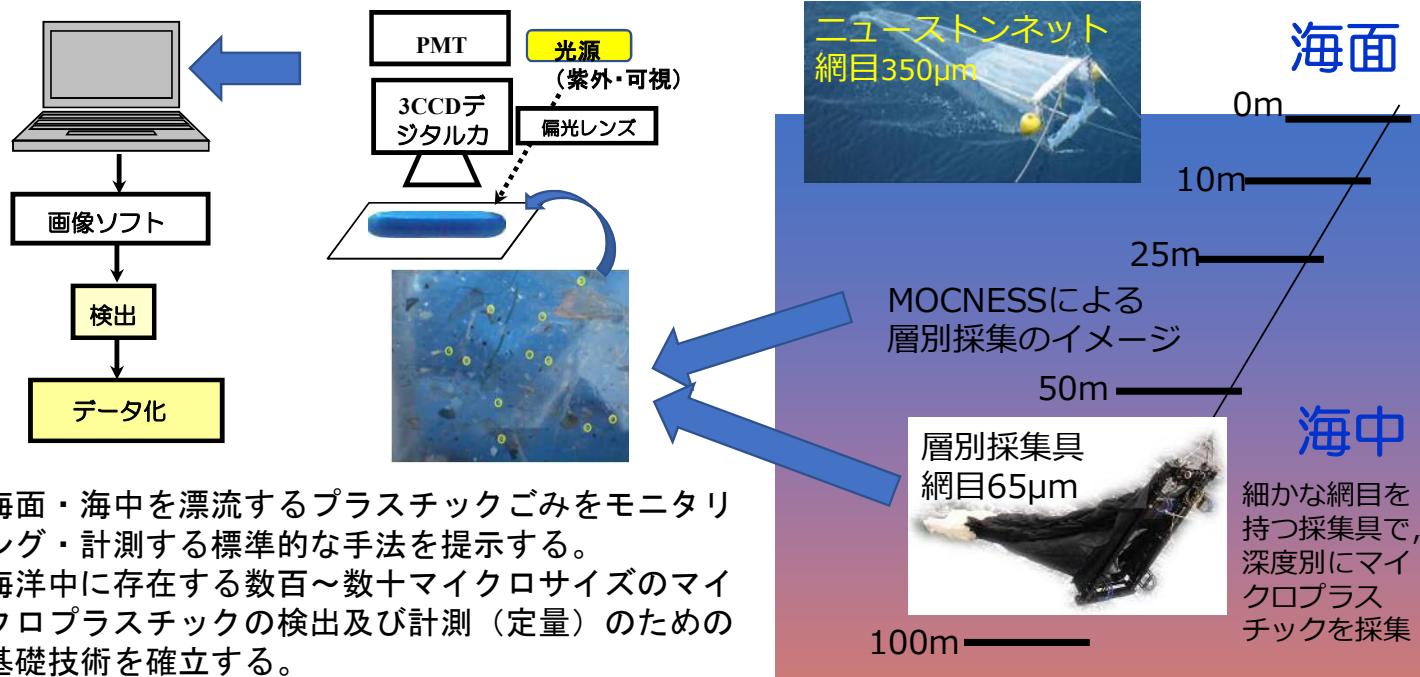 PMT
光源
(紫外・可視)
3CCDデ
ジタルカ
偏光レンズ
画像ソフト
検出
データ化
ニューストンネット
網目350μm
海面
0m
10m
25m
MOCNESSによる
層別採集のイメージ
50m
層別採集具
網目65μm
100m
海中
細かな網目を
持つ採集具で,
深度別にマイ
クロプラス
チックを採集
海面・海中を漂流するプラスチックごみをモニタリ
ング・計測する標準的な手法を提示する。
海洋中に存在する数百～数十マイクロサイズのマイ
クロプラスチックの検出及び計測（定量）のための
基礎技術を確立する。